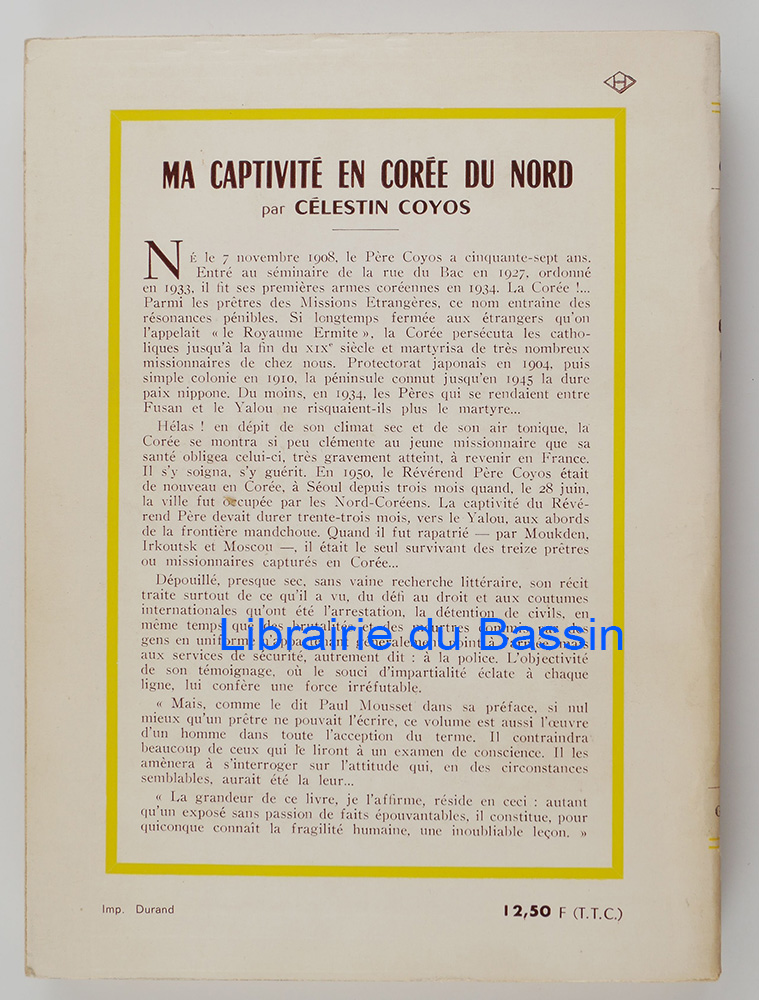 MA CAPTIVITÉ EN CORÉE DU NORD
par CÉLESTIN COYOS
NÉ le 7 novembre 1908, le Père Coyos a cinquante-sept ans.
Entré au séminaire de la rue du Bac en 1927, ordonné
en 1933, il fit ses premières armes coréennes en 1934. La Corée !...
Parmi les prêtres des Missions Etrangères, ce nom entraine des
résonances pénibles. Si longtemps fermée aux étrangers qu'on
l'appelait « le Royaume Ermite », la Corée persécuta les catho-
liques jusqu'à la fin du XIXe siècle et martyrisa de très nombreux
missionnaires de chez nous. Protectorat japonais en 1904, puis
simple colonie en 1910, la péninsule connut jusqu'en 1945 la dure
paix nippone. Du moins, en 1934, les Pères qui se rendaient entre
Fusan et le Yalou ne risquaient-ils plus le martyre...
Hélas ! en dépit de son climat sec et de son air tonique, la
Corée se montra si peu clémente au jeune missionnaire que sa
santé obligea celui-ci, très gravement atteint, à revenir en France.
Il s'y soigna, s'y guérit. En 1950, le Révérend Père Coyos était
de nouveau en Corée, à Séoul depuis trois mois quand, le 28 juin,
la ville fut occupée par les Nord-Coréens. La captivité du Révé-
rend Père devait durer trente-trois mois, vers le Yalou, aux abords
de la frontière mandchoue. Quand il fut rapatrié — par Moukden,
Irkoutsk et Moscou —, il était le seul survivant des treize prêtres
ou missionnaires capturés en Corée...
Dépouillé, presque sec, sans vaine recherche littéraire, son récit
traite surtout de ce qu'il a vu, du défi au droit et aux coutumes
internationales qu'ont été l'arrestation, la détention de civils, en
même temps que des brutalités et des meurtres commis par des
gens en uniforme n'appartenant généralement point à l'armée mais
Librairie du Bassin
aux services de sécurité, autrement dit : à la police. L'objectivité
de son témoignage, où le souci d'impartialité éclate à chaque
ligne, lui confère une force irréfutable.
« Mais, comme le dit Paul Mousset dans sa préface, si nul
mieux qu'un prêtre ne pouvait l'écrire, ce volume est aussi l'œuvre
d'un homme dans toute l'acception du terme. Il contraindra
beaucoup de ceux qui le liront à un examen de conscience. Il les
amènera à s'interroger sur l'attitude qui, en des circonstances
semblables, aurait été la leur...
« La grandeur de ce livre, je l'affirme, réside en ceci : autant
qu'un exposé sans passion de faits épouvantables, il constitue, pour
quiconque connaît la fragilité humaine, une inoubliable leçon. »
Imp. Durand
12,50 F (T.T.C.)